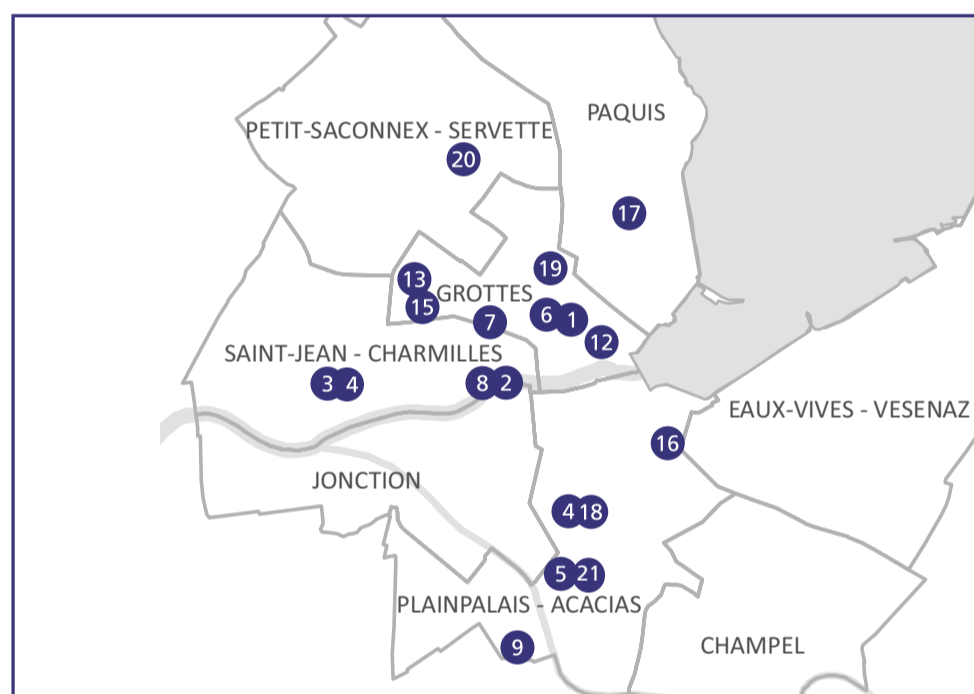 PAQUIS
PETIT-SACONNEX - SERVETTE
20
17
19
13
GROTTES
15
6
1
7
12
SAINT-JEAN - CHARMILLES
3
4
8
2
EAUX-VIVES - VESENAZ
16
JONCTION
4
18
5
21
PLAINPALAIS - ACACIAS
9
CHAMPEL